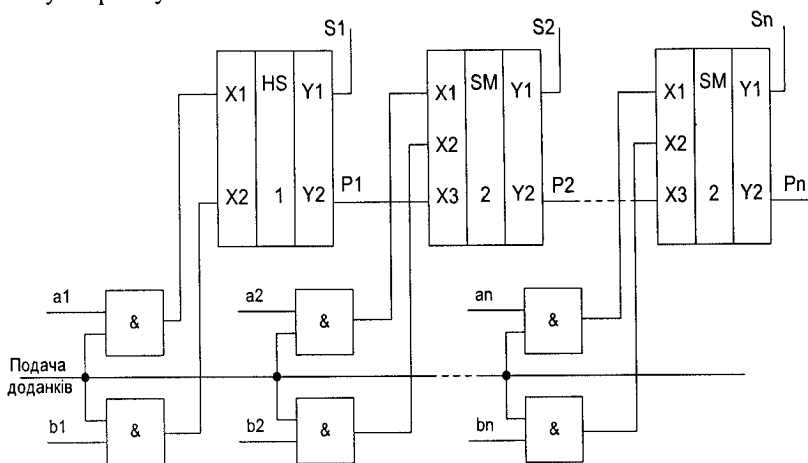 S1
S2
Sn
X1 HS Y1
X1 SM Y1
X1 SM Y1
X2
X2
X2 1 Y2
P1
X3 2 Y2
P2
X3 2 Y2
Pn
a1
&
a2
&
an
&
Подача
доданків
b1
&
b2
&
bn
&